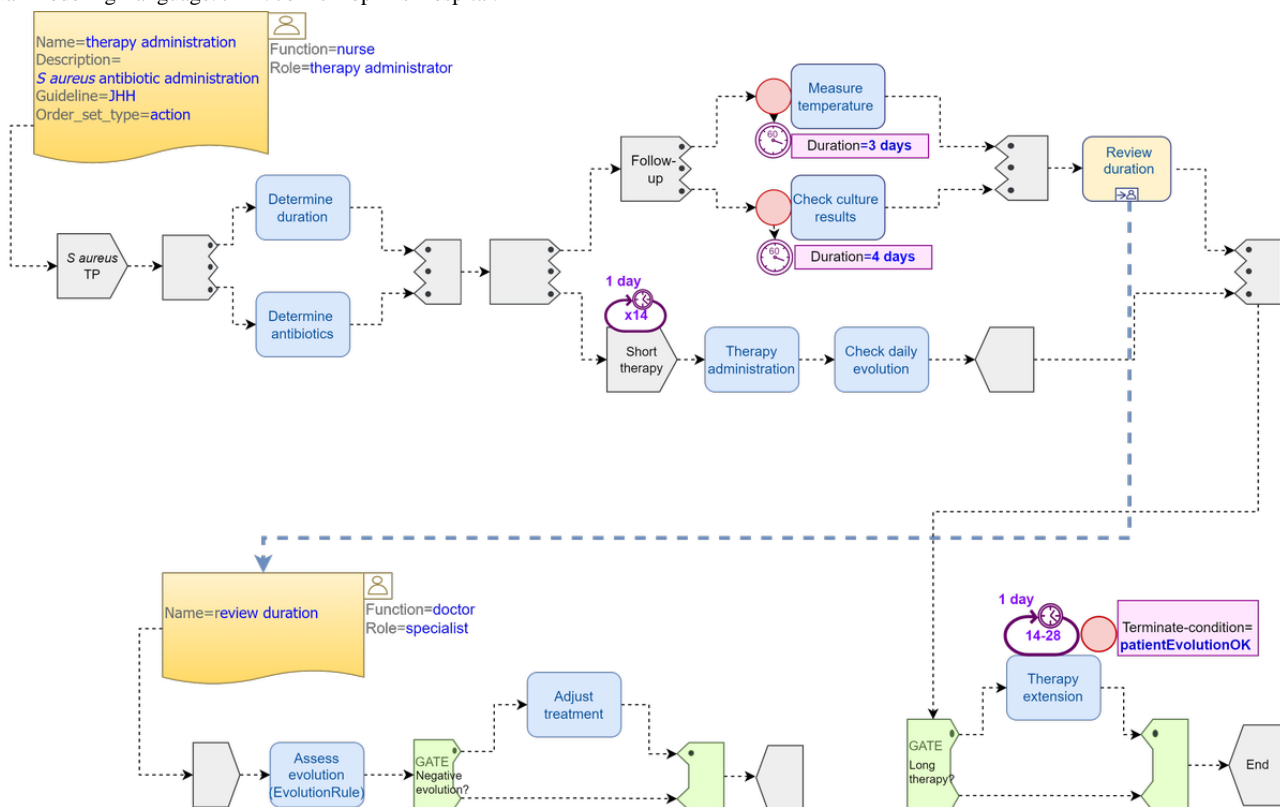 Name=therapy administration
Description=
S aureus antibiotic administration
Guideline=JHH
Order_set_type=action
Function=nurse
Role=therapy administrator
S aureus
TP
Determine
duration
Determine
antibiotics
Follow-
up
Measure
temperature
60
Duration=3 days
Check culture
results
60
Duration=4 days
Review
duration
1 day
x14
Short
therapy
Therapy
administration
Check daily
evolution
Name=review duration
Function=doctor
Role=specialist
Assess
evolution
(EvolutionRule)
GATE
Negative
evolution?
Adjust
treatment
1 day
14-28
Terminate-condition=
patientEvolutionOK
Therapy
extension
GATE
Long
therapy?
End